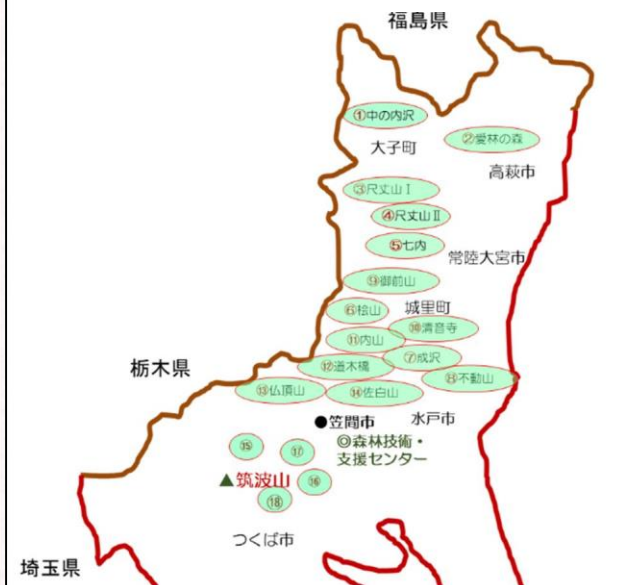 福島県
①中の内沢
②愛林の森
大子町
高萩市
③尺丈山Ⅰ
④尺丈山Ⅱ
⑤七内
常陸大宮市
⑨御前山
⑥桧山
城里町
⑩清音寺
⑪内山
⑦成沢
⑫道木橋
栃木県
⑧不動山
⑬仏頂山
⑭佐白山
●笠間市
水戸市
◎森林技術・
支援センター
⑮
⑰
▲筑波山
⑯
⑱
つくば市
埼玉県